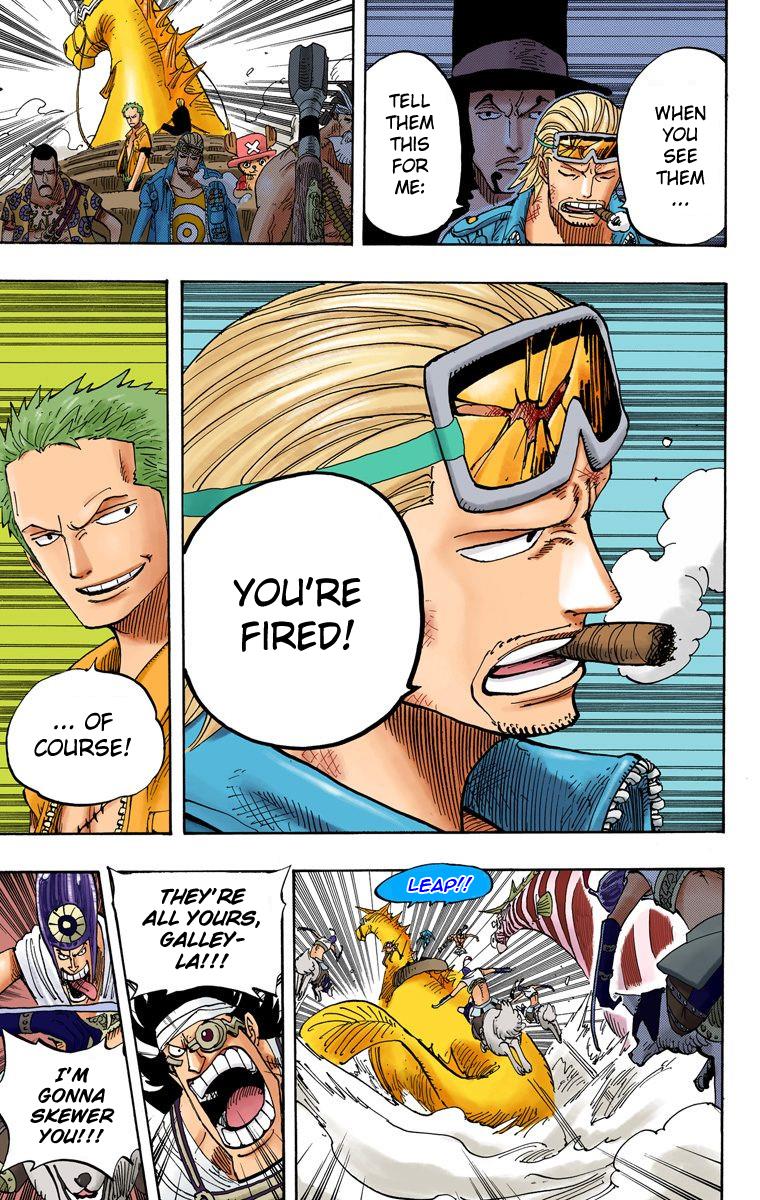 WHEN
YOU
SEE
THEM
...
TELL
THEM
THIS
FOR
ME:
YOU'RE
FIRED!
... OF
COURSE!
LEAP!!
THEY'RE
ALL YOURS,
GALLEY-
LA!!!
I'M
GONNA
SKEWER
YOU!!!